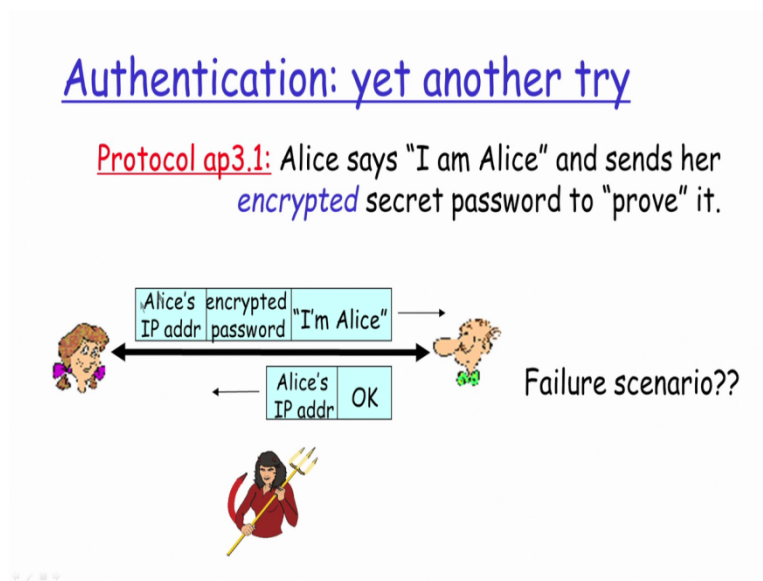 Authentication: yet another try
Protocol ap3.1: Alice says “I am Alice” and sends her
encrypted secret password to “prove” it.
Alice’s
IP addr
encrypted
password
“I’m Alice”
Alice’s
IP addr
OK
Failure scenario??